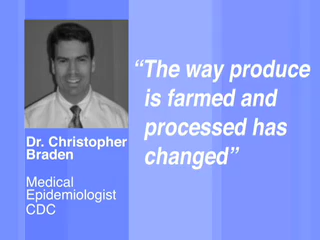 “The way produce
is farmed and
processed has
changed”
Dr. Christopher
Braden
Medical
Epidemiologist
CDC